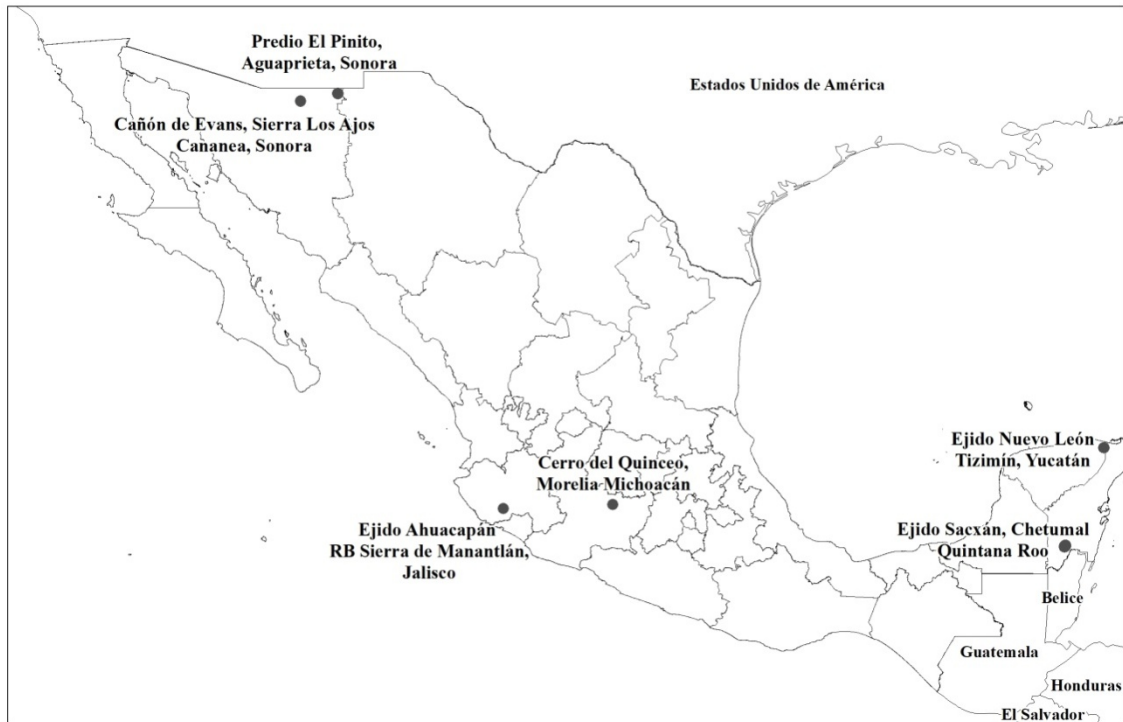 Predio El Pinito,
Aguaprieta, Sonora
Estados Unidos de América
Cañón de Evans, Sierra Los Ajos
Cananea, Sonora
Ejido Nuevo León
Tizimín, Yucatán
Cerro del Quinceo,
Morelia Michoacán
Ejido Ahuacapán
RB Sierra de Manantlán,
Jalisco
Ejido Sacxán, Chetumal
Quintana Roo
Belice
Guatemala
Honduras
El Salvador